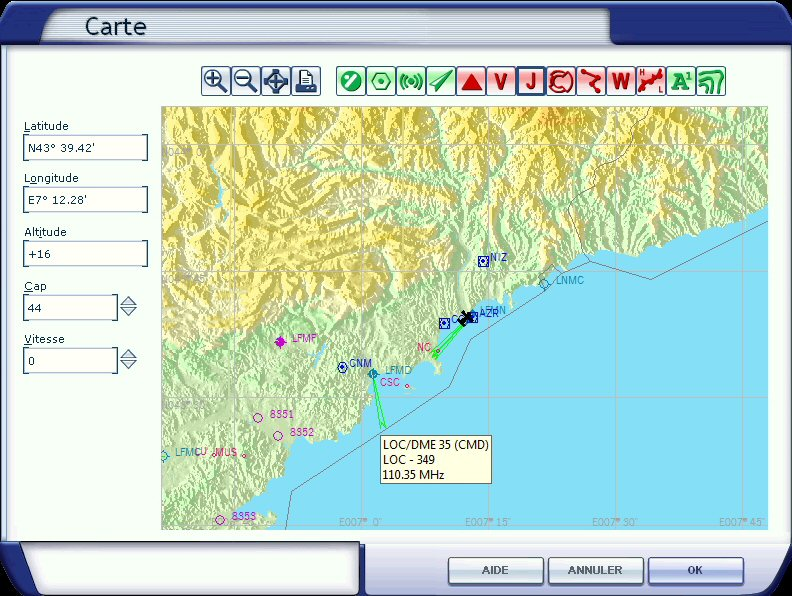 Carte
V J W H L A¹
Latitude
N43° 39.42'
Longitude
E7° 12.28'
Altitude
+16
Cap
44
Vitesse
0
NIZ
LNMC
LFMN
AZR
LFMF
NC
CNM
LFMD
CSC
8351
8352
LFMC
MUS
8353
LOC/DME 35 (CMD)
LOC - 349
110.35 MHz
E007° 0'
E007° 15'
E007° 30'
E007° 45'
AIDE
ANNULER
OK